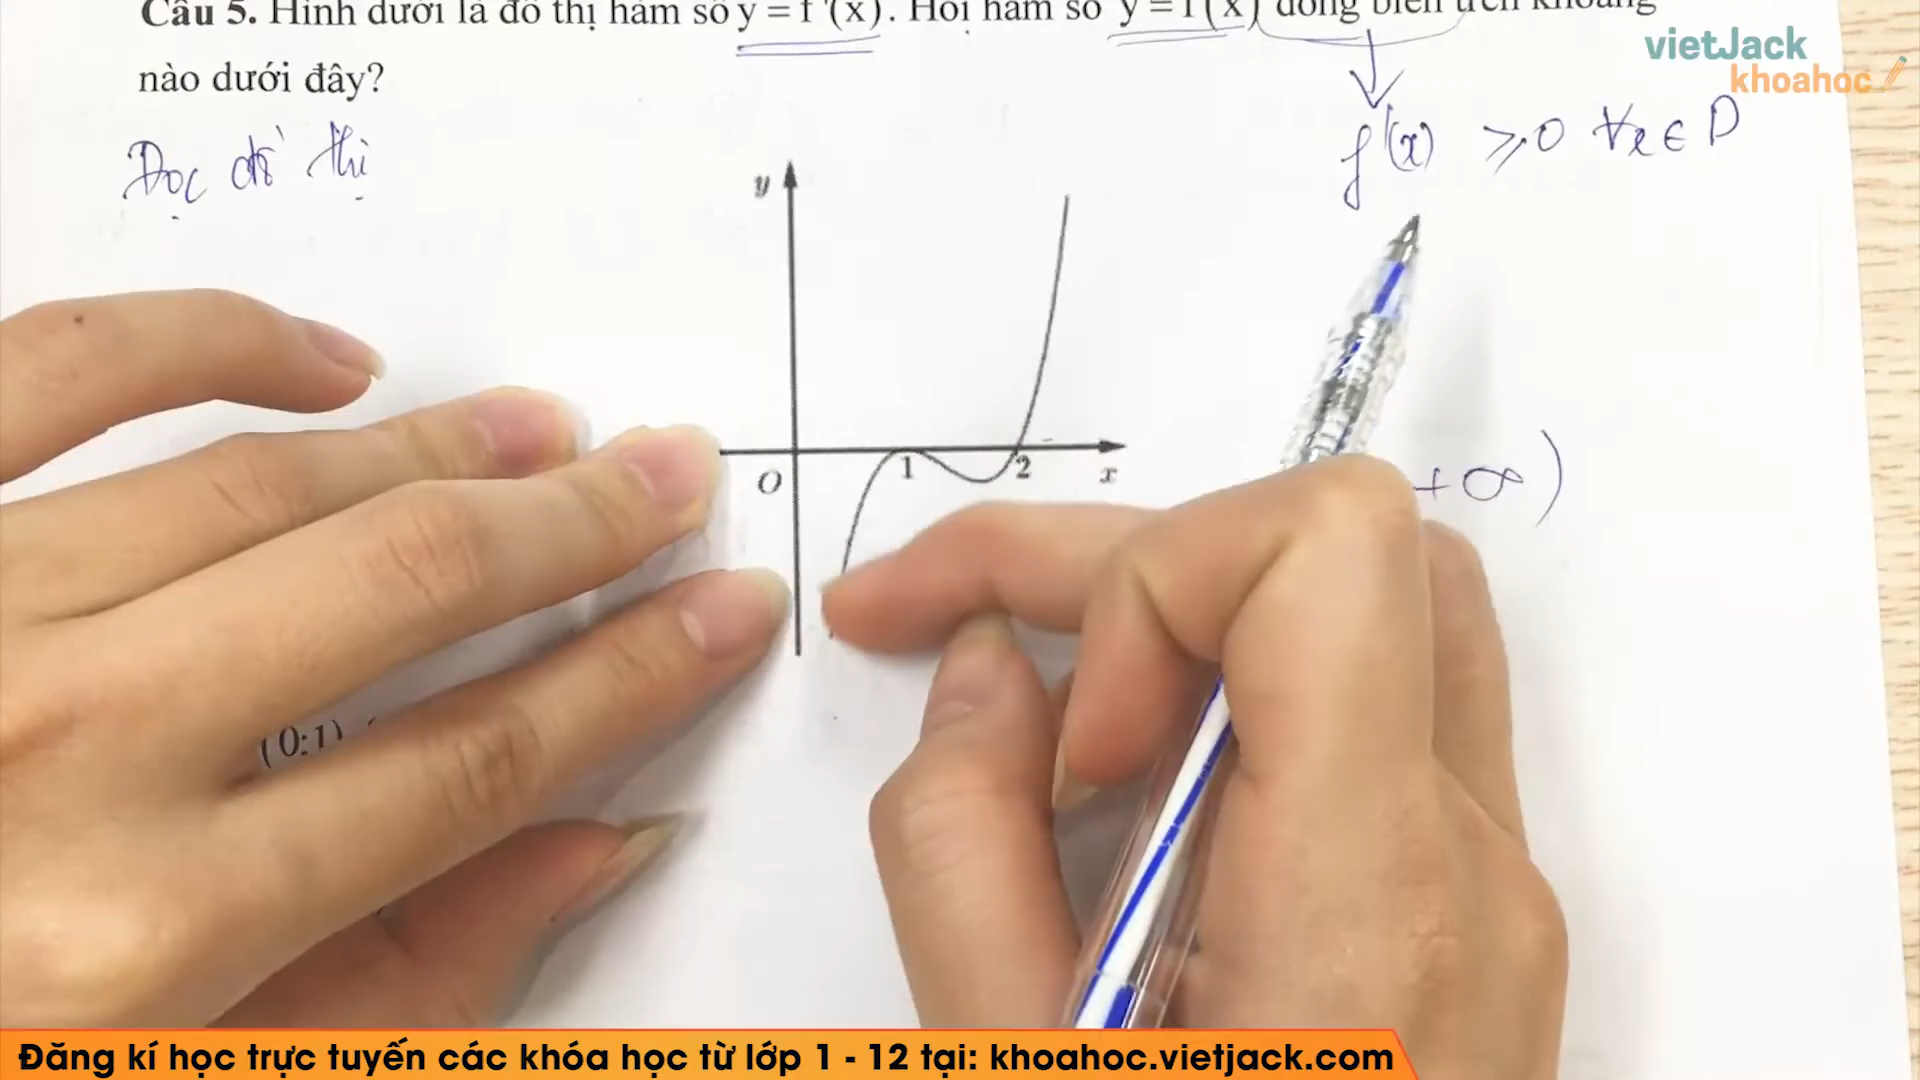 Câu 5. Hình dưới là đồ thị hàm số y = f '(x). Hỏi hàm số y = f (x) đồng biến trên khoảng
vietJack
nào dưới đây?
khoahoc
f'(x) ≥ 0 ∀x ∈ D
Đọc đồ thị
y
O
1
2
x
+ ∞)
(0;1)
Đăng kí học trực tuyến các khóa học từ lớp 1 - 12 tại: khoahoc.vietjack.com